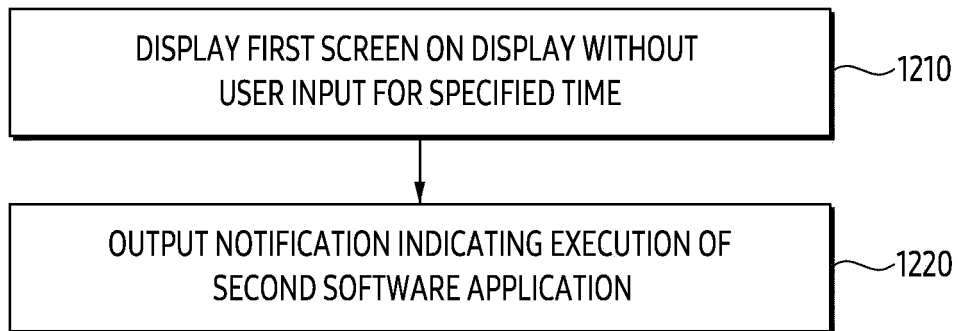 DISPLAY FIRST SCREEN ON DISPLAY WITHOUT
USER INPUT FOR SPECIFIED TIME
1210
OUTPUT NOTIFICATION INDICATING EXECUTION OF
SECOND SOFTWARE APPLICATION
1220